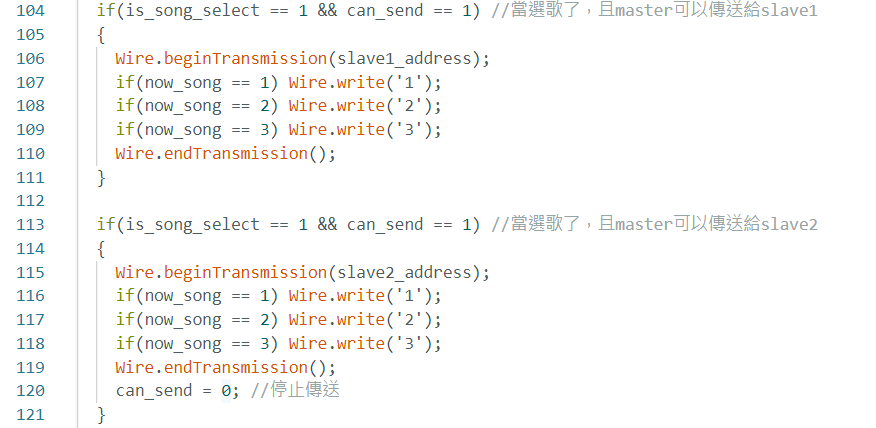 104 if(is_song_select == 1 && can_send == 1) //當選歌了，且master可以傳送給slave1
105 {
106 Wire.beginTransmission(slave1_address);
107 if(now_song == 1) Wire.write('1');
108 if(now_song == 2) Wire.write('2');
109 if(now_song == 3) Wire.write('3');
110 Wire.endTransmission();
111 }
112
113 if(is_song_select == 1 && can_send == 1) //當選歌了，且master可以傳送給slave2
114 {
115 Wire.beginTransmission(slave2_address);
116 if(now_song == 1) Wire.write('1');
117 if(now_song == 2) Wire.write('2');
118 if(now_song == 3) Wire.write('3');
119 Wire.endTransmission();
120 can_send = 0; //停止傳送
121 }